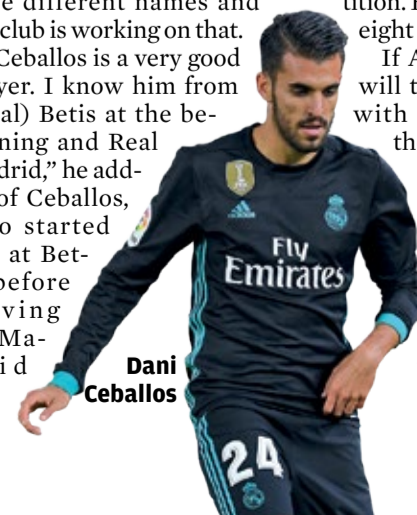 e different names and
club is working on that.
Ceballos is a very good
yer. I know him from
al) Betis at the be-
ning and Real
drid,” he add-
of Ceballos,
o started
at Bet-
before
ving
Ma-
id
tition.
eight
If A
will t
with
th
adidas
Fly
Emirates
Dani
Ceballos
24